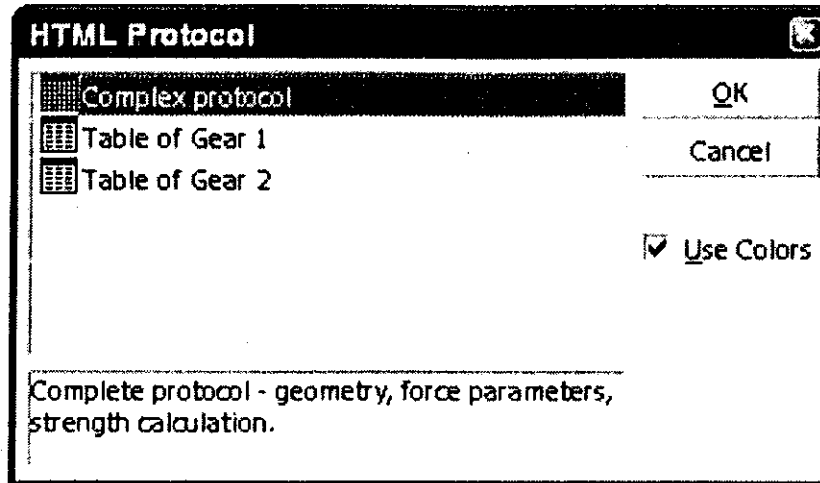 HTML Protocol
Complex protocol
Table of Gear 1
Table of Gear 2
OK
Cancel
Use Colors
Complete protocol - geometry, force parameters,
strength calculation.